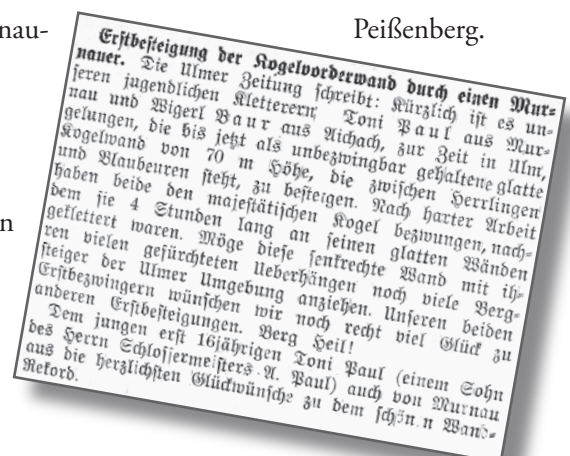 nau-
Peißenberg.
n
Erstbesteigung der Kogelvorderwand durch einen Mur-
nauer. Die Ulmer Zeitung schreibt: Kürzlich ist es un-
seren jugendlichen Kletterern, Toni Paul aus Mur-
nau und Wigerl Baur aus Aichach, zur Zeit in Ulm,
gelungen, die bis jetzt als unbezwingbar gehaltene glatte
Kogelwand von 70 m Höhe, die zwischen Herrlingen
und Blaubeuren steht, zu besteigen. Nach harter Arbeit
haben beide den majestätischen Kogel bezwungen, nach-
dem sie 4 Stunden lang an seinen glatten Wänden
geklettert waren. Möge diese senkrechte Wand mit ih-
ren vielen gefürchteten Ueberhängen noch viele Berg-
steiger der Ulmer Umgebung anziehen. Unseren beiden
Erstbezwingern wünschen wir noch recht viel Glück zu
anderen Erstbesteigungen. Berg Heil!
Dem jungen erst 16jährigen Toni Paul (einem Sohn
des Herrn Schlossermeisters A. Paul) auch von Murnau
aus die herzlichsten Glückwünsche zu dem schön.n Wand-
Rekord.